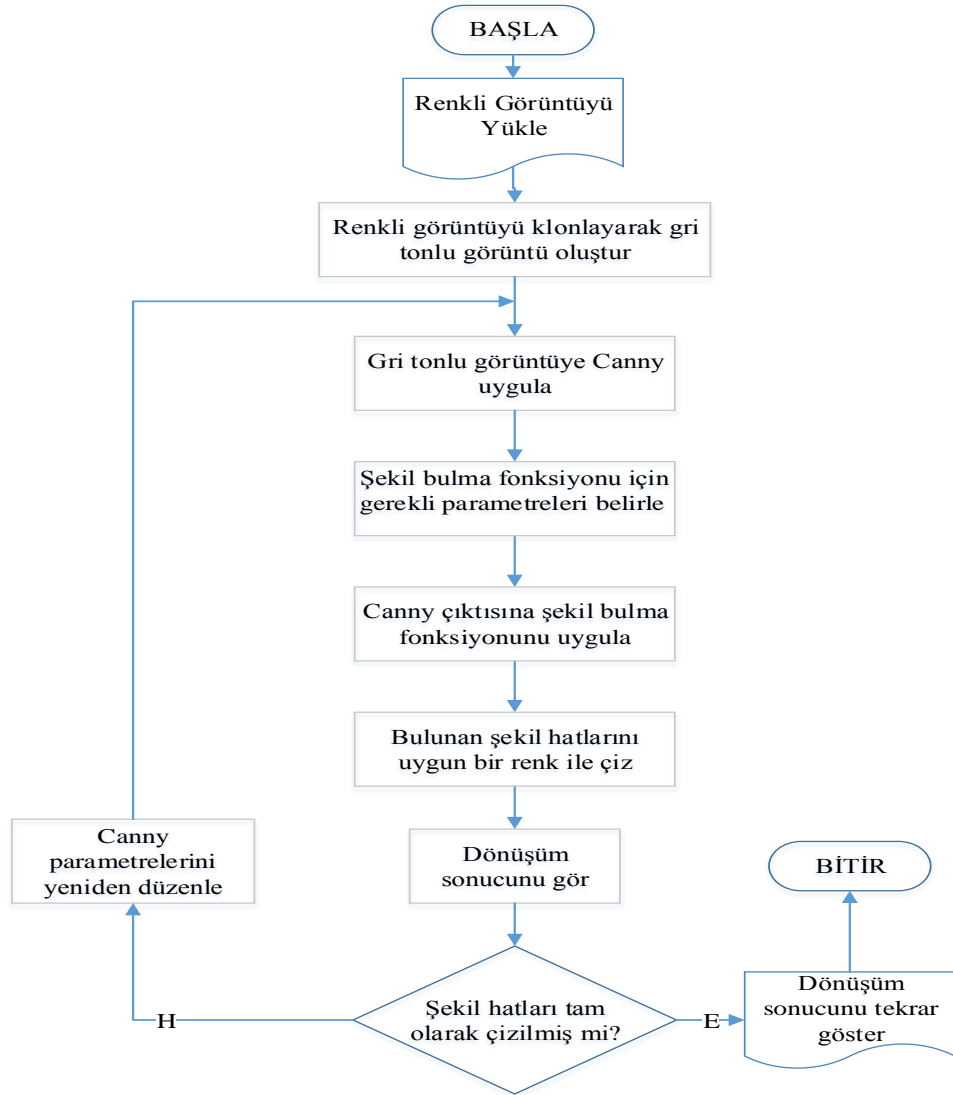 BAŞLA
Renkli Görüntüyü
Yükle
Renkli görüntüyü klonlayarak gri
tonlu görüntü oluştur
Gri tonlu görüntüye Canny
uygula
Şekil bulma fonksiyonu için
gerekli parametreleri belirle
Canny çıktısına şekil bulma
fonksiyonunu uygula
Bulunan şekil hatlarını
uygun bir renk ile çiz
Dönüşüm
sonucunu gör
Şekil hatları tam
olarak çizilmiş mi?
H
Canny
parametrelerini
yeniden düzenle
E
Dönüşüm
sonucunu tekrar
göster
BİTİR